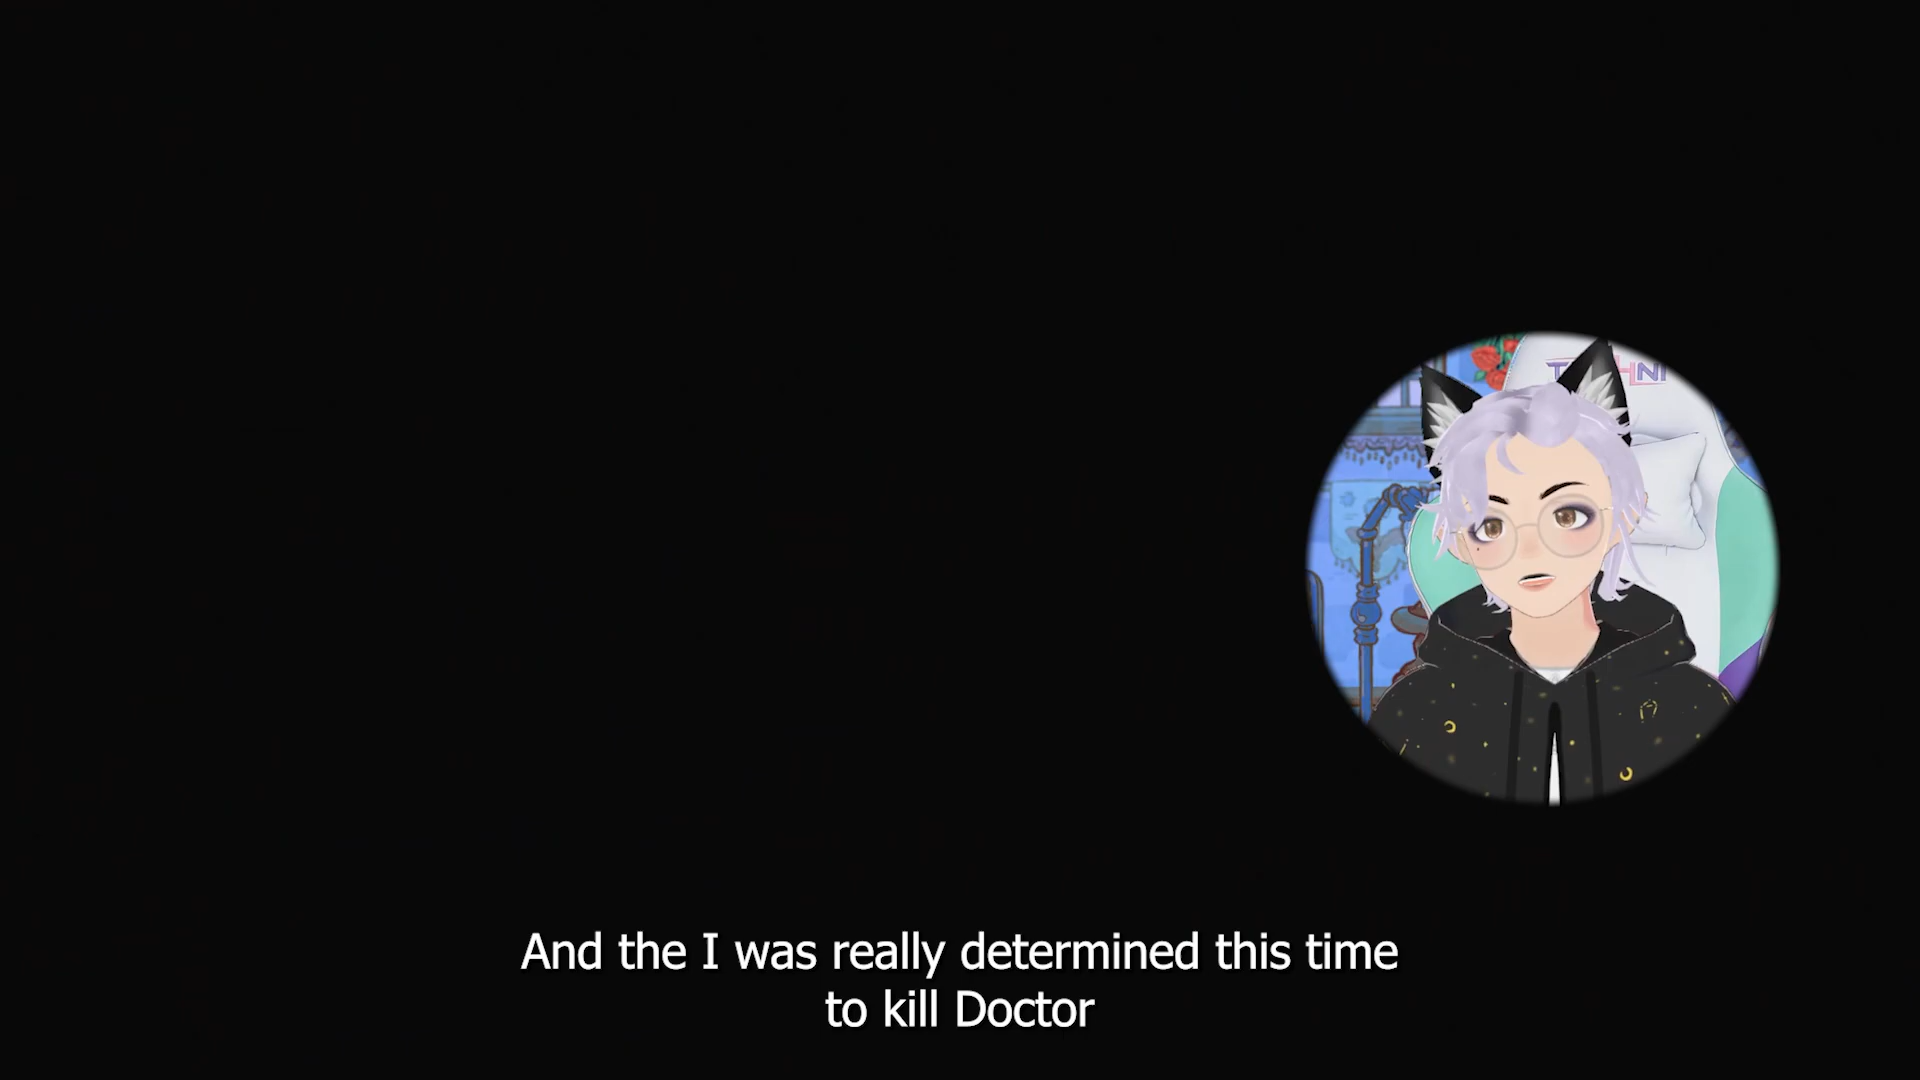 And the I was really determined this time
to kill Doctor